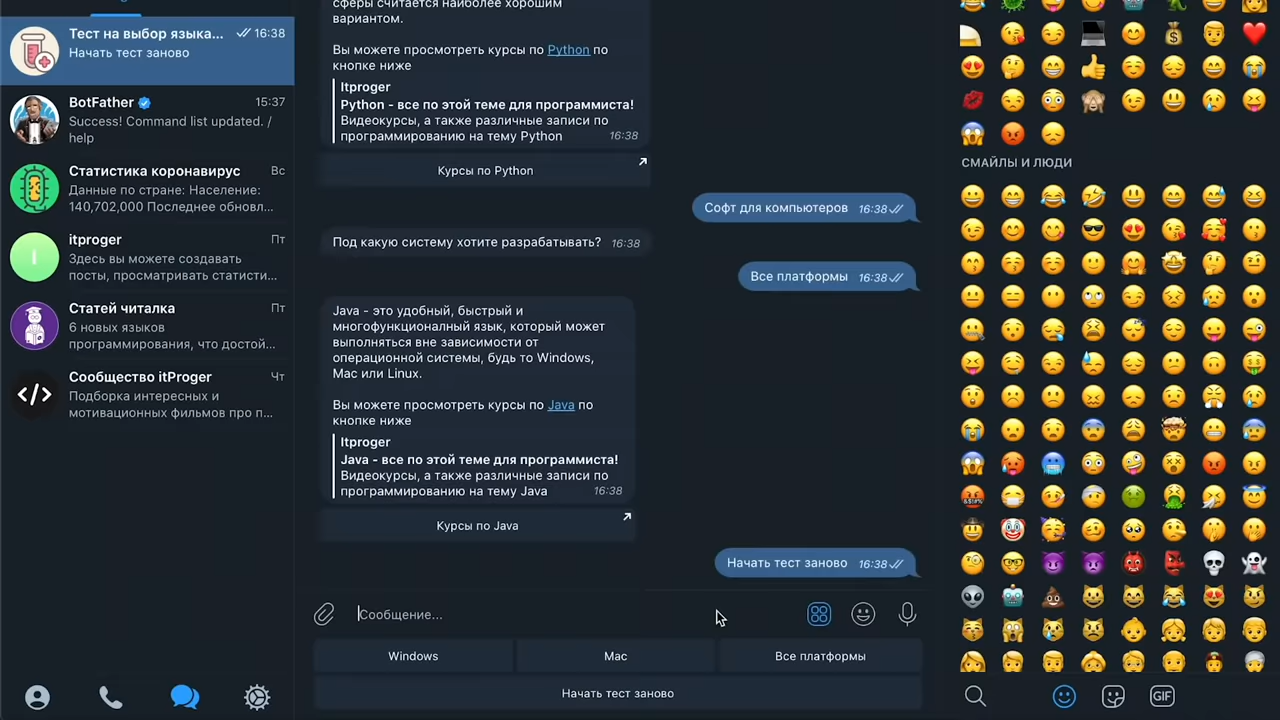 Тест на выбор языка... 16:38
Начать тест заново
BotFather 15:37
Success! Command list updated. /
help
Статистика коронавирус Вс
Данные по стране: Население:
140,702,000 Последнее обновл...
itproger Пт
Здесь вы можете создавать
посты, просматривать статисти...
Статей читалка Пт
6 новых языков
программирования, что достой...
Сообщество itProger Чт
Подборка интересных и
мотивационных фильмов про п...
сферы считается наиболее хорошим
вариантом.
Вы можете просмотреть курсы по Python по
кнопке ниже
Itproger
Python - все по этой теме для программиста!
Видеокурсы, а также различные записи по
программированию на тему Python 16:38
Курсы по Python
Софт для компьютеров 16:38
Под какую систему хотите разрабатывать? 16:38
Все платформы 16:38
Java - это удобный, быстрый и
многофункциональный язык, который может
выполняться вне зависимости от
операционной системы, будь то Windows,
Mac или Linux.
Вы можете просмотреть курсы по Java по
кнопке ниже
Itproger
Java - все по этой теме для программиста!
Видеокурсы, а также различные записи по
программированию на тему Java 16:38
Курсы по Java
Начать тест заново 16:38
Сообщение...
Windows Mac Все платформы
Начать тест заново
СМАЙЛЫ И ЛЮДИ
GIF